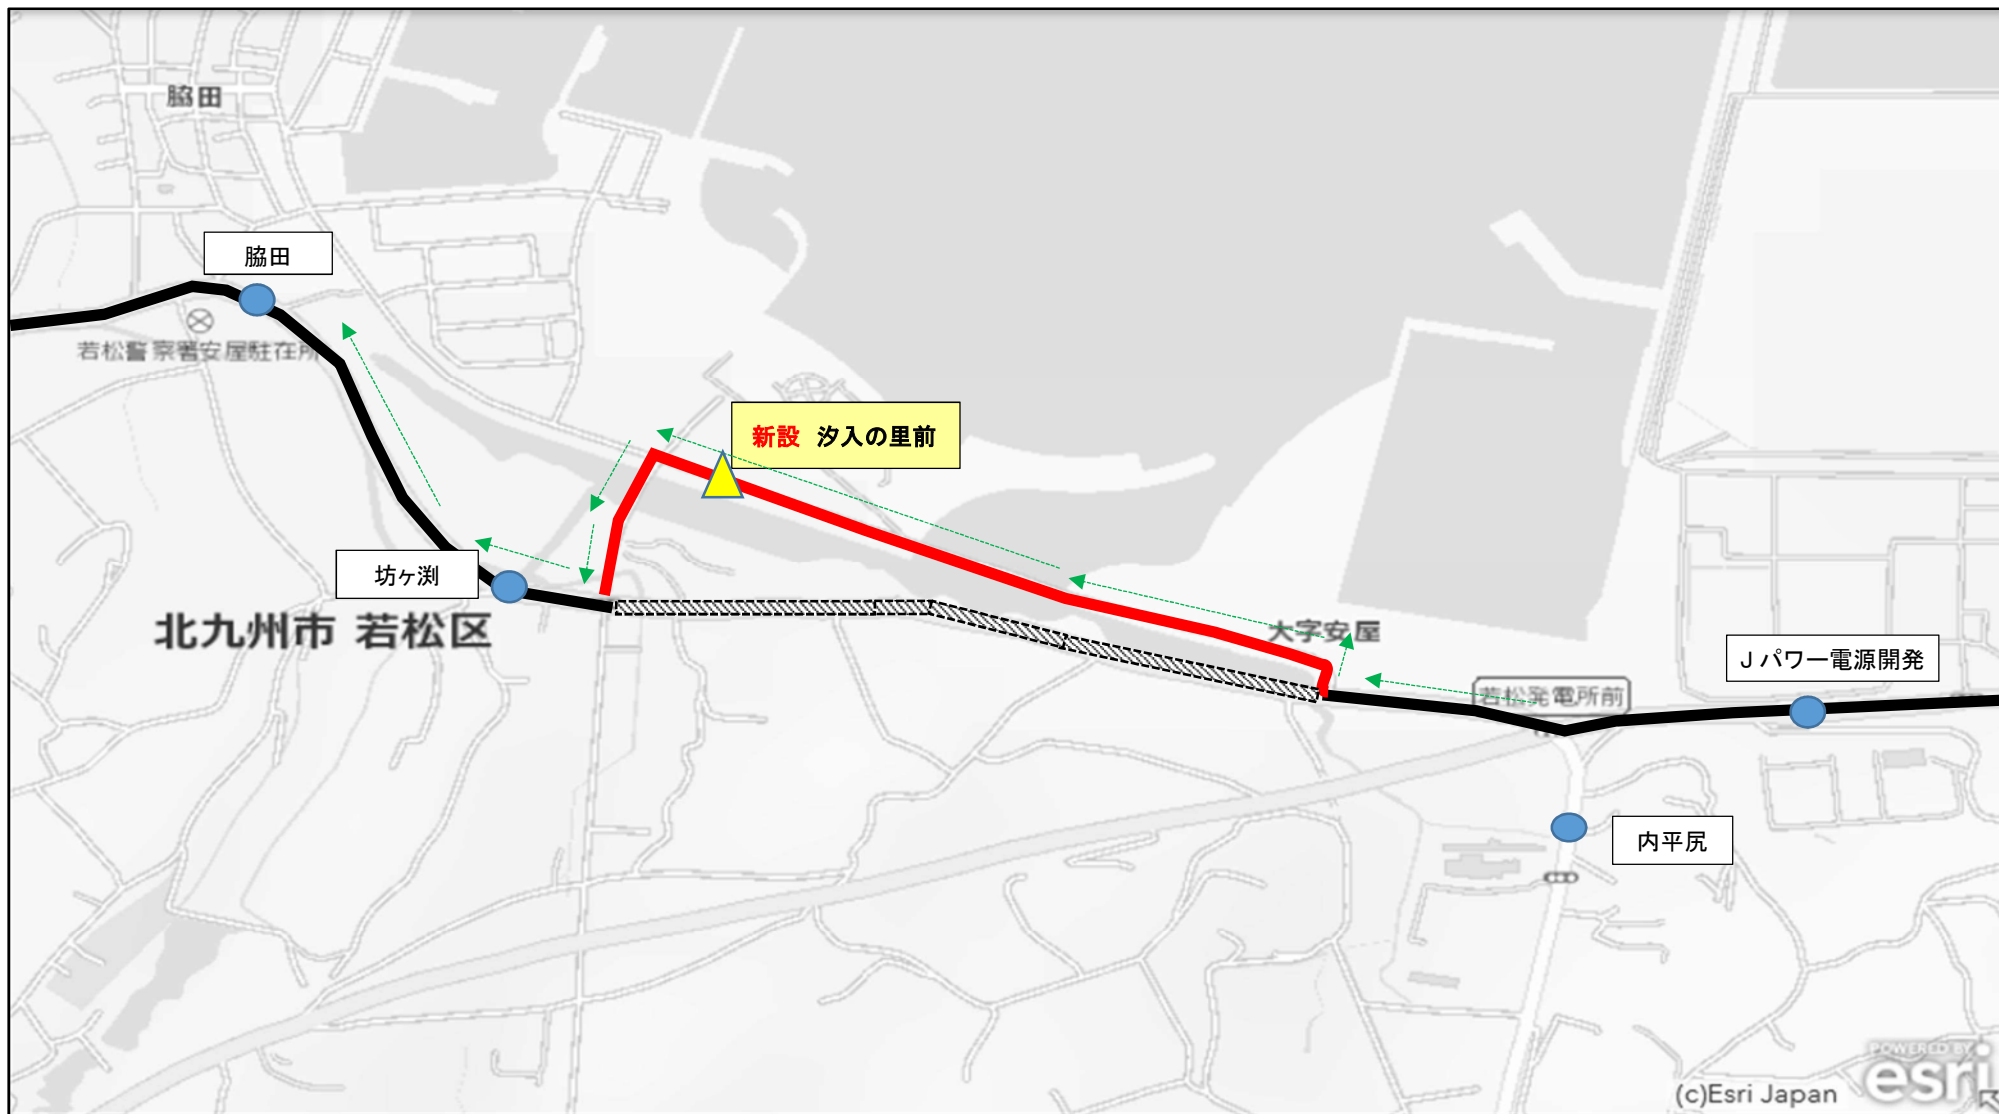 脇田
脇田
若松警察署安屋駐在所
新設 汐入の里前
坊ヶ渕
北九州市 若松区
大字安屋
Jパワー電源開発
若松発電所前
内平尻
POWERED BY
esri
(c)Esri Japan